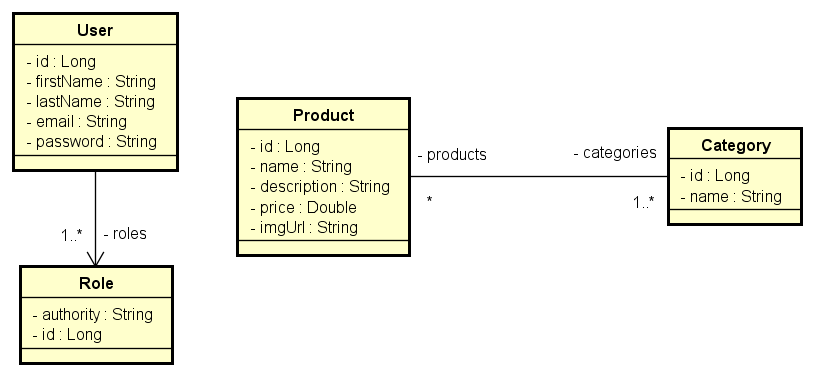 User
- id : Long
- firstName : String
- lastName : String
- email : String
- password : String
1..*
- roles
Role
- authority : String
- id : Long
Product
- id : Long
- name : String
- description : String
- price : Double
- imgUrl : String
- products
*
- categories
1..*
Category
- id : Long
- name : String